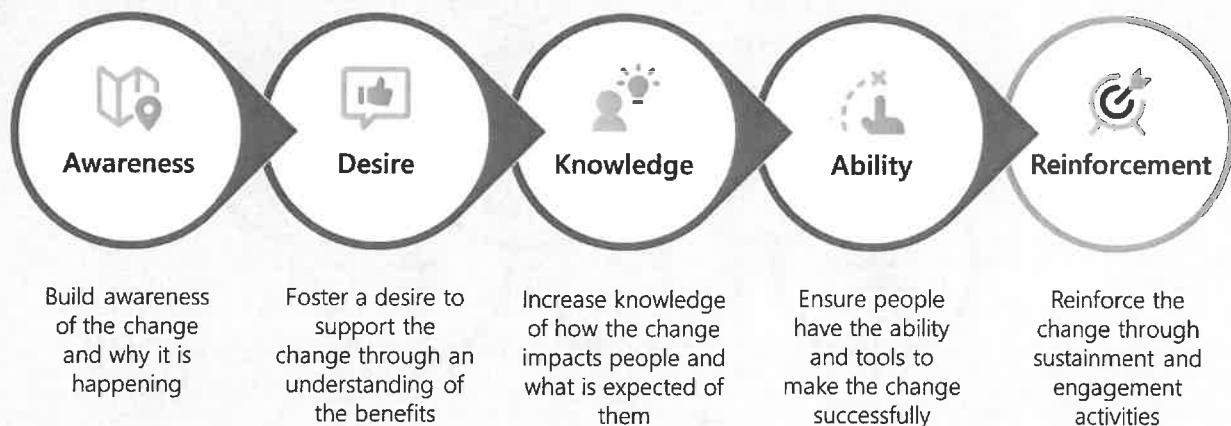 Awareness
Desire
Knowledge
Ability
Reinforcement
Build awareness
of the change
and why it is
happening
Foster a desire to
support the
change through an
understanding of
the benefits
Increase knowledge
of how the change
impacts people and
what is expected of
them
Ensure people
have the ability
and tools to
make the change
successfully
Reinforce the
change through
sustainment and
engagement
activities